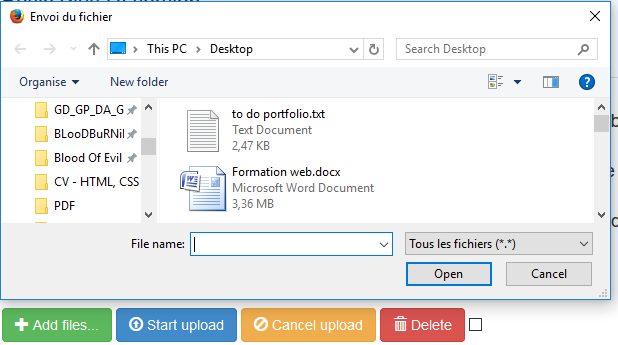 Envoi du fichier
This PC
Desktop
Search Desktop
Organise
New folder
GD_GP_DA_G
BLooDBuRNiI
Blood Of Evil
CV - HTML, CSS
PDF
to do portfolio.txt
Text Document
2,47 KB
Formation web.docx
Microsoft Word Document
3,36 MB
File name:
Tous les fichiers (*.*)
Open
Cancel
Add files...
Start upload
Cancel upload
Delete